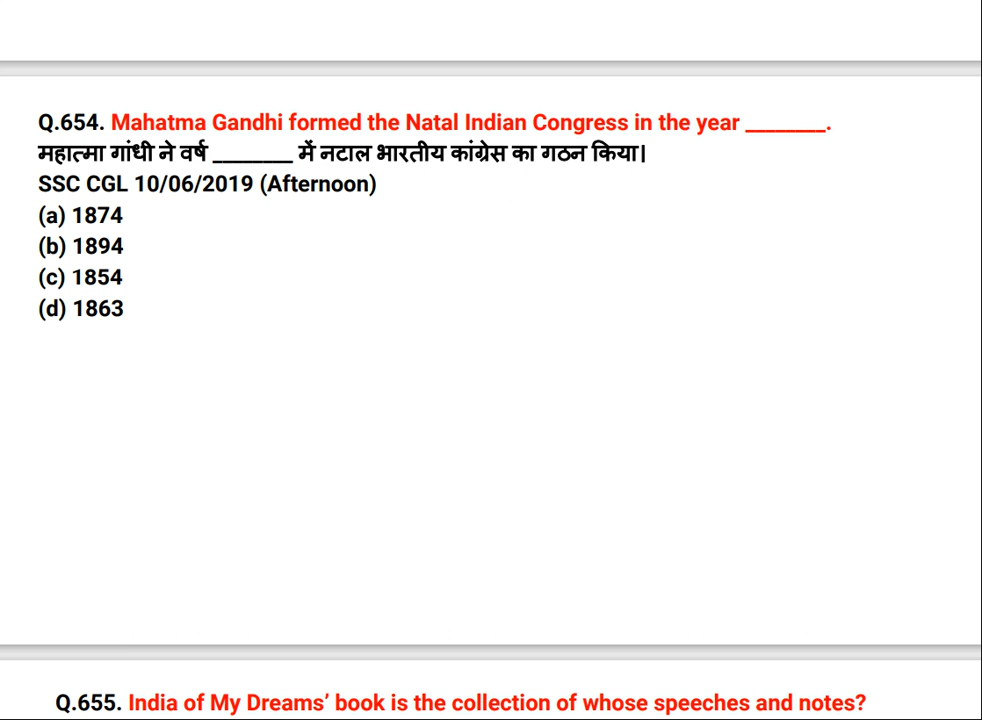 Q.654. Mahatma Gandhi formed the Natal Indian Congress in the year ________.
महात्मा गांधी ने वर्ष ________ में नटाल भारतीय कांग्रेस का गठन किया।
SSC CGL 10/06/2019 (Afternoon)
(a) 1874
(b) 1894
(c) 1854
(d) 1863
Q.655. India of My Dreams’ book is the collection of whose speeches and notes?